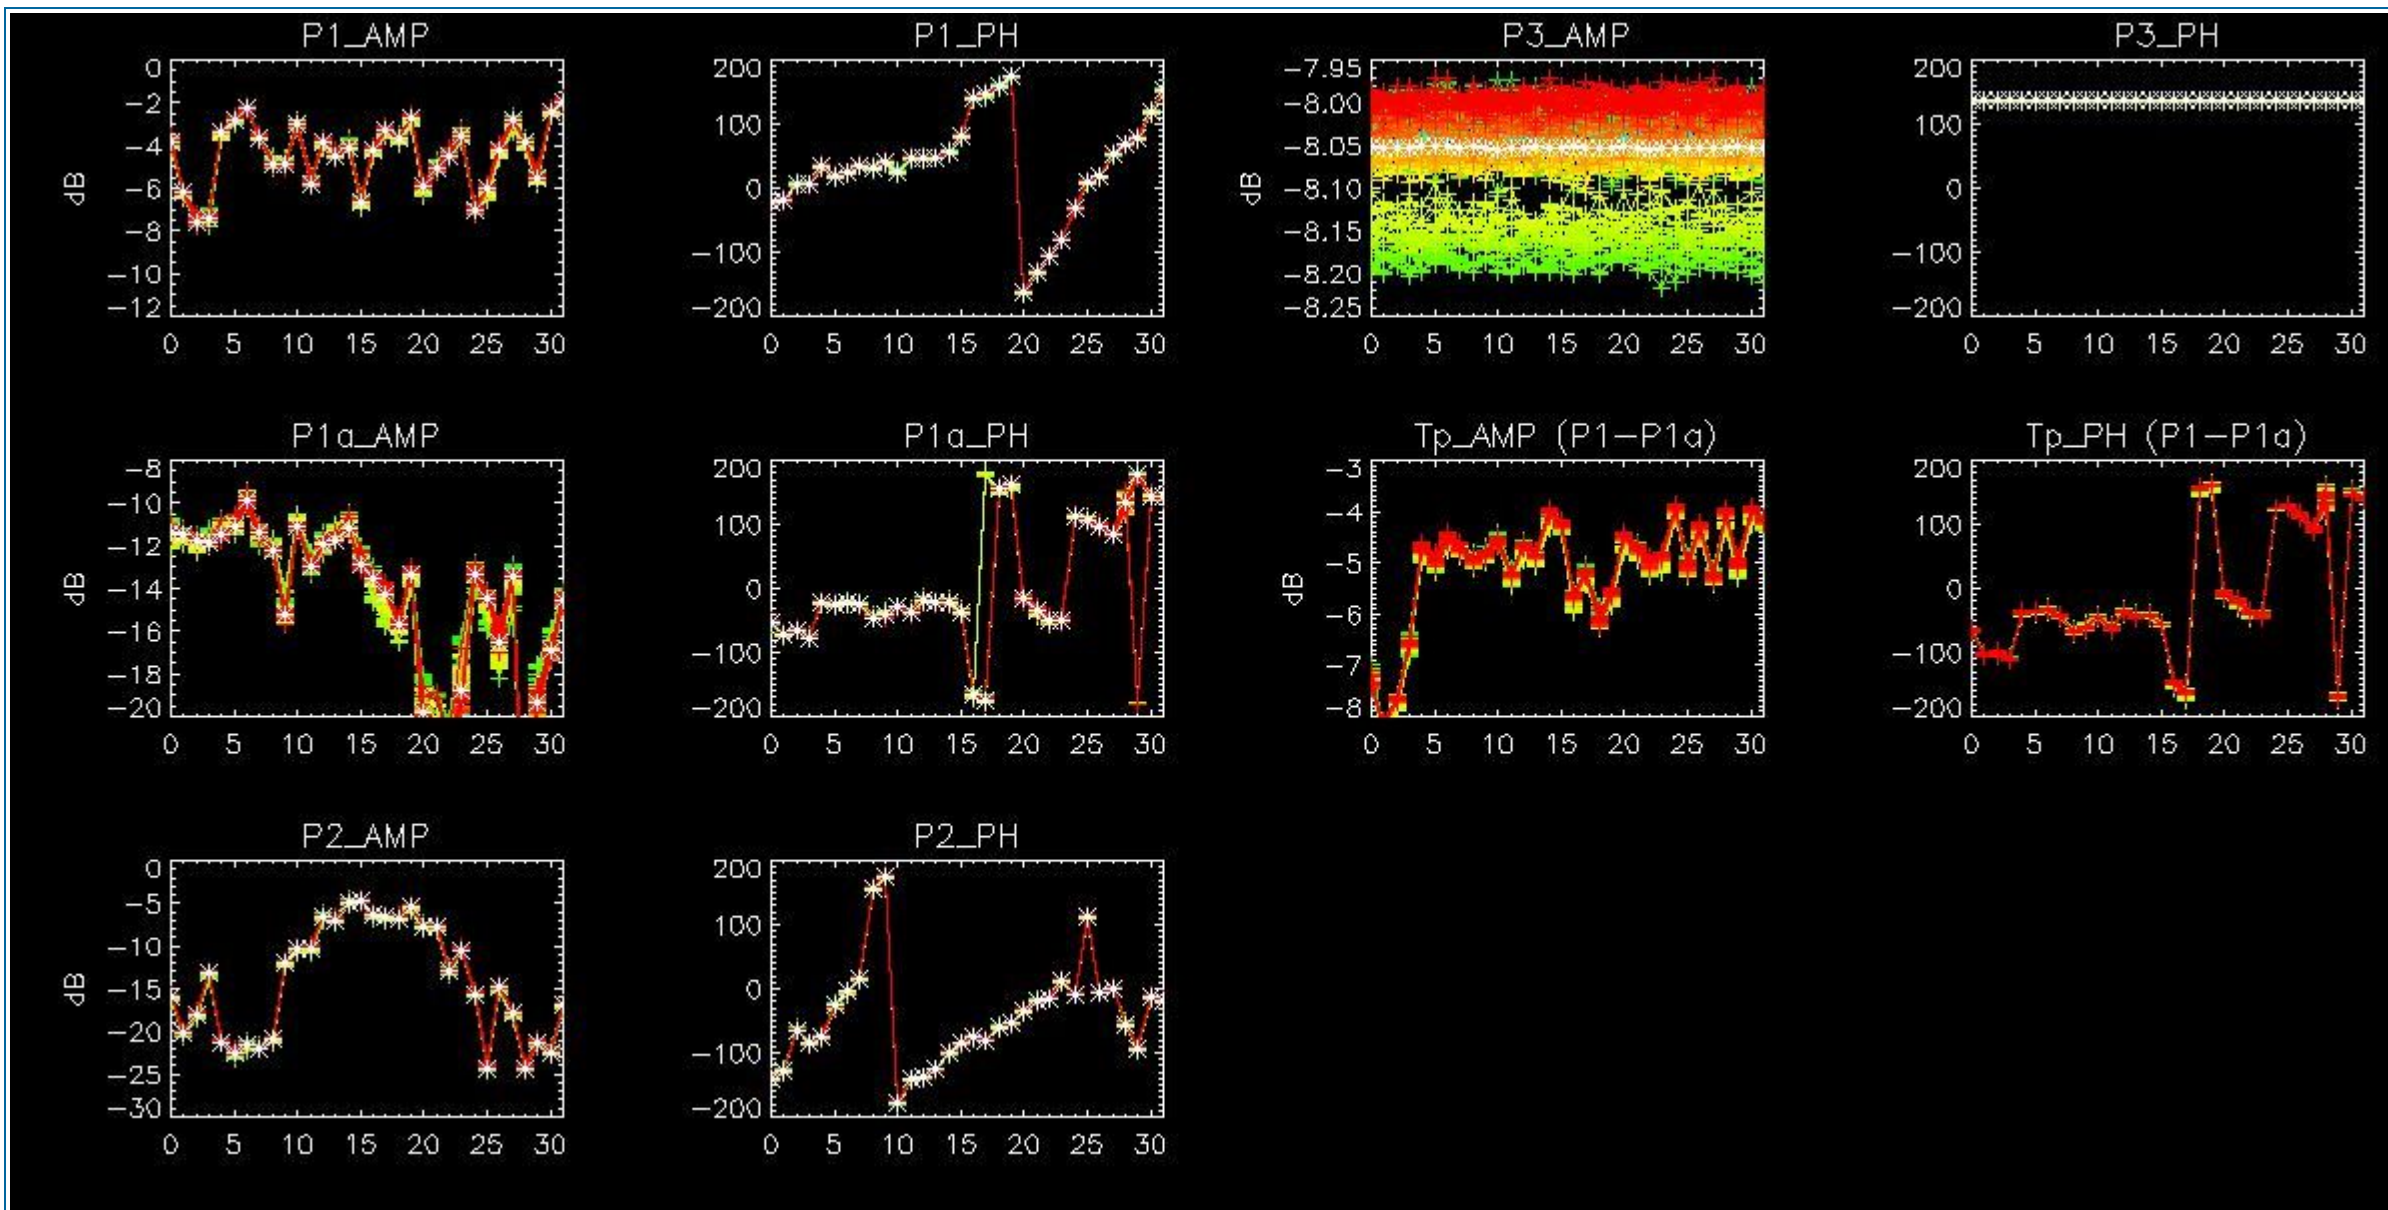 P1_AMP P1_PH P3_AMP P3_PH
0 200 -7.95 200
-2 100 -8.00 100
-4 0 -8.05 0
-6 -100 -8.10 -100
-8 -200 -8.15 -200
-10 -8.20
-12 -8.25
dB dB
0 5 10 15 20 25 30 0 5 10 15 20 25 30 0 5 10 15 20 25 30 0 5 10 15 20 25 30
P1a_AMP P1a_PH Tp_AMP (P1-P1a) Tp_PH (P1-P1a)
-8 200 -3 200
-10 100 -4 100
-12 0 -5 0
-14 -100 -6 -100
-16 -200 -7 -200
-18 -8
-20
dB dB
0 5 10 15 20 25 30 0 5 10 15 20 25 30 0 5 10 15 20 25 30 0 5 10 15 20 25 30
P2_AMP P2_PH
0 200
-5 100
-10 0
-15 -100
-20 -200
-25
-30
dB
0 5 10 15 20 25 30 0 5 10 15 20 25 30